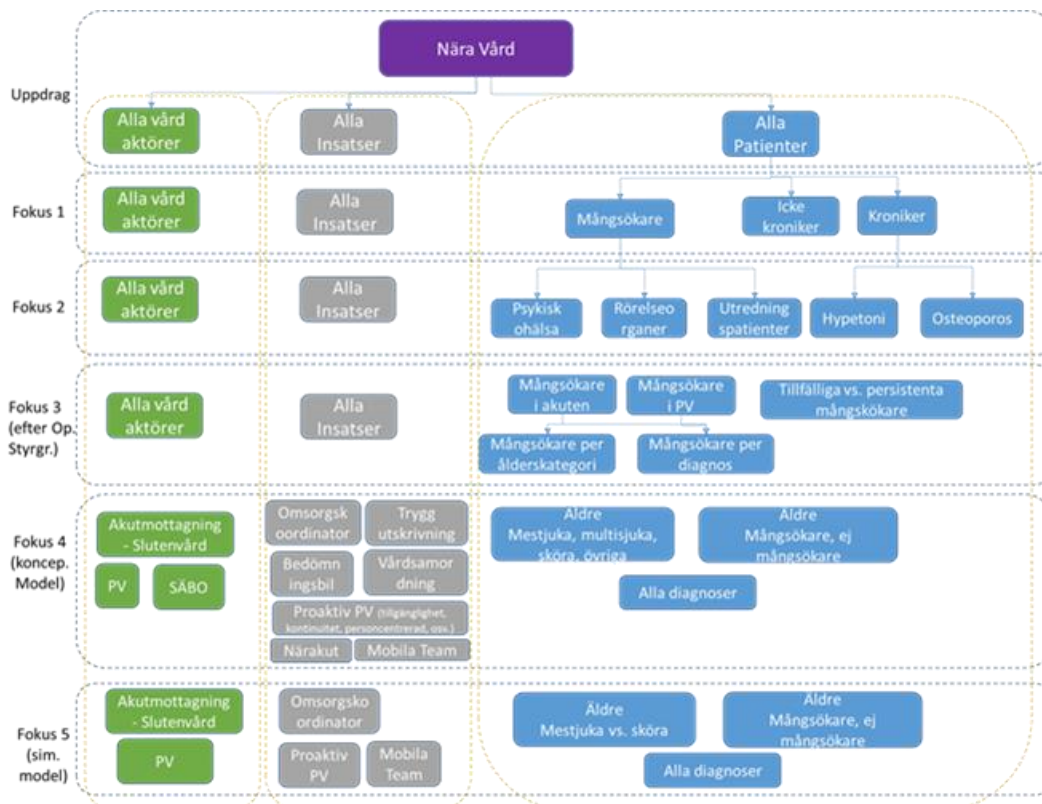 Nära Vård
Uppdrag
Alla vård
aktörer
Alla
Insatser
Alla
Patienter
Fokus 1
Alla vård
aktörer
Alla
Insatser
Mångsökare
Icke
kroniker
Kroniker
Fokus 2
Alla vård
aktörer
Alla
Insatser
Psykisk
ohälsa
Rörelseo
rganer
Utredning
spatienter
Hypetoni
Osteoporos
Fokus 3
(efter Op.
Styrgr.)
Alla vård
aktörer
Alla
Insatser
Mångsökare
i akuten
Mångsökare
i PV
Tillfälliga vs. persistenta
mångskökare
Mångsökare per
ålderskategori
Mångsökare per
diagnos
Fokus 4
(koncep.
Model)
Akutmottagning
- Slutenvård
PV
SÄBO
Omsorgsk
oordinator
Trygg
utskrivning
Bedömn
ingsbil
Vårdsamor
dning
Proaktiv PV (tillgänglighet,
kontinuitet, personcentrerad, osv.)
Närakut
Mobila Team
Äldre
Mestjuka, multisjuka,
sköra, övriga
Äldre
Mångsökare, ej
mångsökare
Alla diagnoser
Fokus 5
(sim.
model)
Akutmottagning
- Slutenvård
PV
Omsorgsko
ordinator
Proaktiv
PV
Mobila
Team
Äldre
Mestjuka vs. sköra
Äldre
Mångsökare, ej
mångsökare
Alla diagnoser